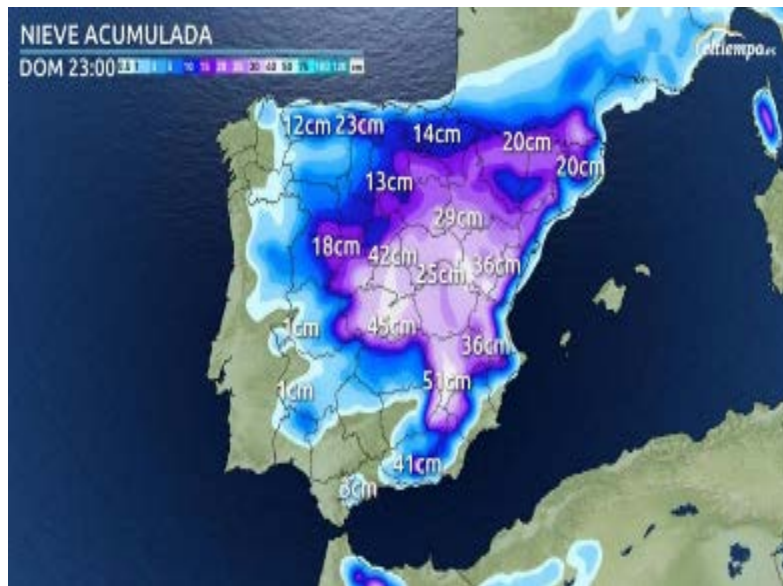 NIEVE ACUMULADA
eltiempo.es
DOM 23:00
12cm 23cm 14cm 20cm
20cm
13cm
29cm
18cm 42cm 25cm 36cm
1cm 45cm 36cm
1cm 51cm
41cm
3cm